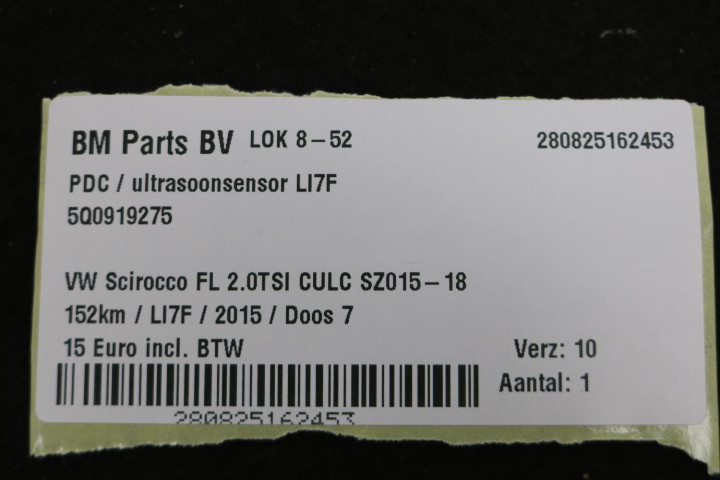 BM Parts BV LOK 8-52 280825162453
PDC / ultrasoonsensor LI7F
5Q0919275
VW Scirocco FL 2.0TSI CULC SZ015-18
152km / LI7F / 2015 / Doos 7
15 Euro incl. BTW Verz: 10
Aantal: 1
280825162453